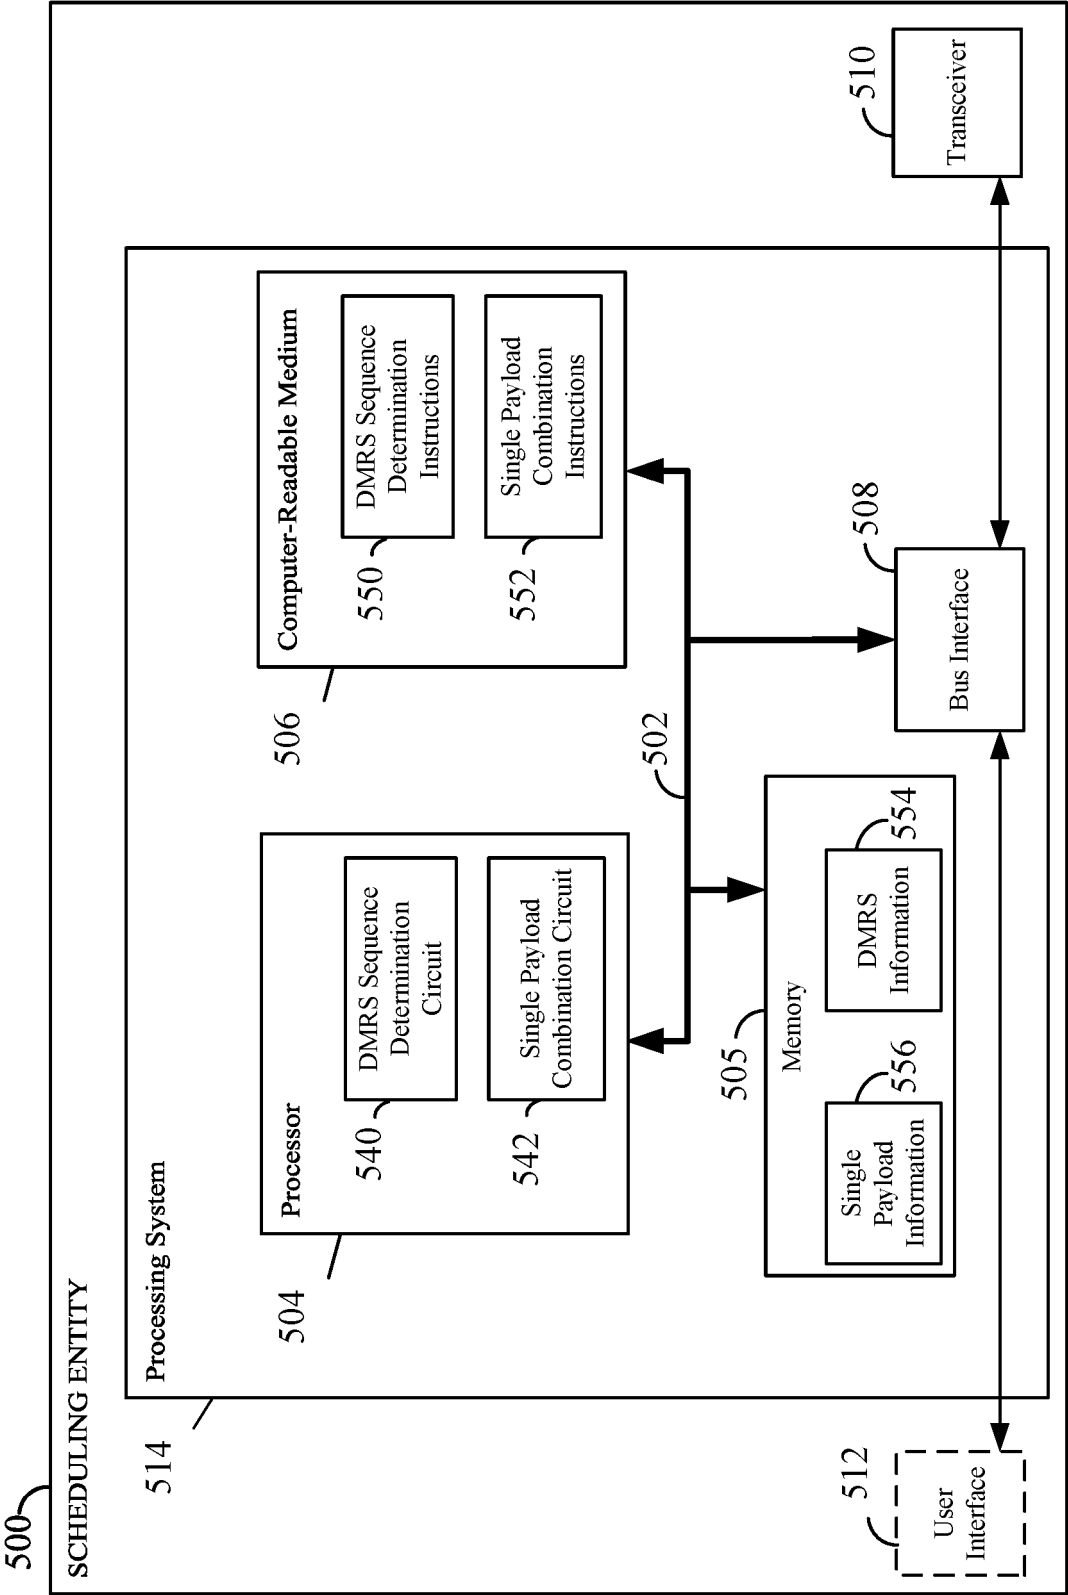 500
SCHEDULING ENTITY
514
Processing System
504
Processor
540
DMRS Sequence
Determination
Circuit
542
Single Payload
Combination Circuit
506
Computer-Readable Medium
550
DMRS Sequence
Determination
Instructions
552
Single Payload
Combination
Instructions
502
505
Memory
556
Single
Payload
Information
554
DMRS
Information
508
Bus Interface
512
User
Interface
510
Transceiver